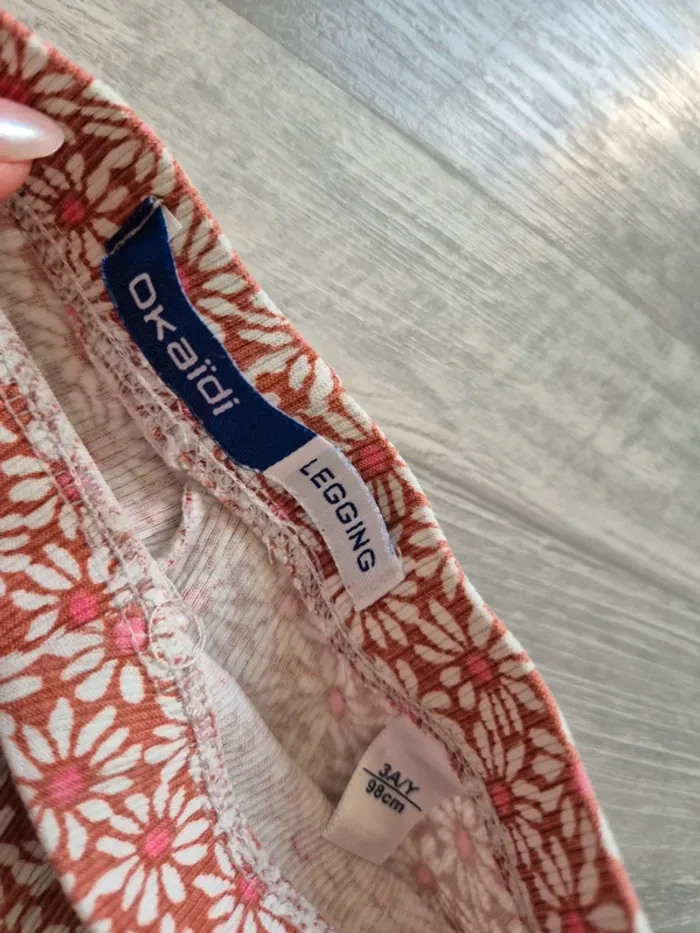 OKaïdi
LEGGING
3A/Y
98cm